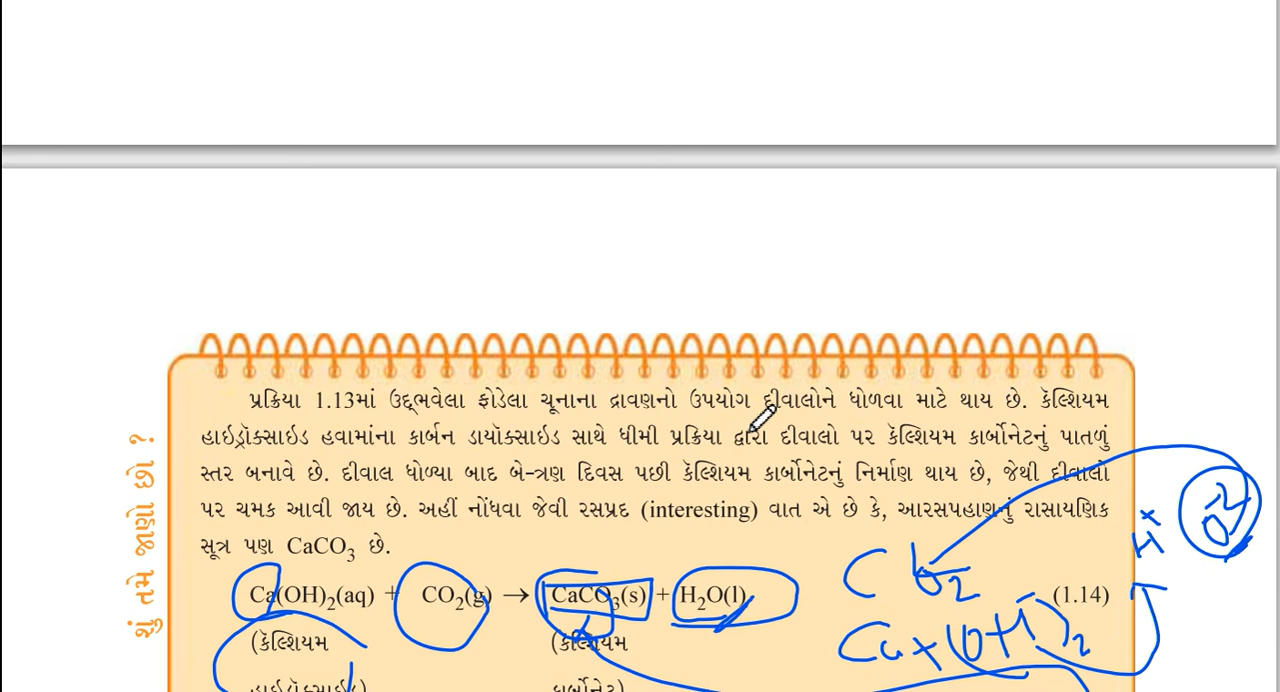 પ્રક્રિયા 1.13માં ઉદ્ભવેલા ફોડેલા ચૂનાના દ્રાવણનો ઉપયોગ દીવાલોને ધોળવા માટે થાય છે. કૅલ્શિયમ
હાઇડ્રૉક્સાઇડ હવામાંના કાર્બન ડાયૉક્સાઇડ સાથે ધીમી પ્રક્રિયા દ્વારા દીવાલો પર કૅલ્શિયમ કાર્બોનેટનું પાતળું
સ્તર બનાવે છે. દીવાલ ધોળ્યા બાદ બે-ત્રણ દિવસ પછી કૅલ્શિયમ કાર્બોનેટનું નિર્માણ થાય છે, જેથી દીવાલો
પર ચમક આવી જાય છે. અહીં નોંધવા જેવી રસપ્રદ (interesting) વાત એ છે કે, આરસપહાણનું રાસાયણિક
સૂત્ર પણ CaCO₃ છે.
Ca(OH)₂(aq) + CO₂(g) → CaCO₃(s) + H₂O(l) (1.14)
(કૅલ્શિયમ (કૅલ્શિયમ
હાઇડ્રૉક્સાઇડ) કાર્બોનેટ)
શું તમે જાણો છો ?
H⁺
O⁻²